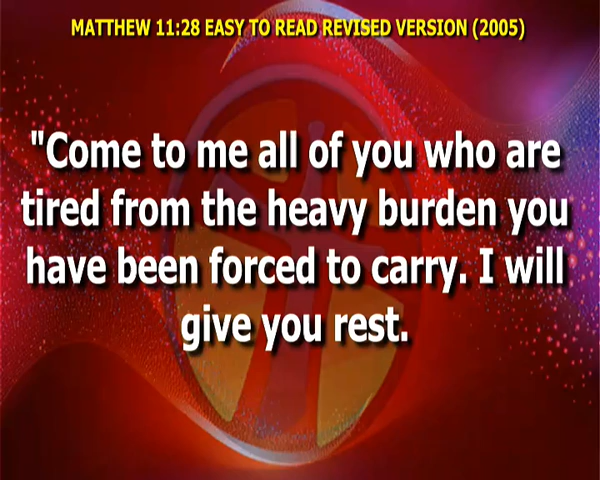 MATTHEW 11:28 EASY TO READ REVISED VERSION (2005)
"Come to me all of you who are
tired from the heavy burden you
have been forced to carry. I will
give you rest.